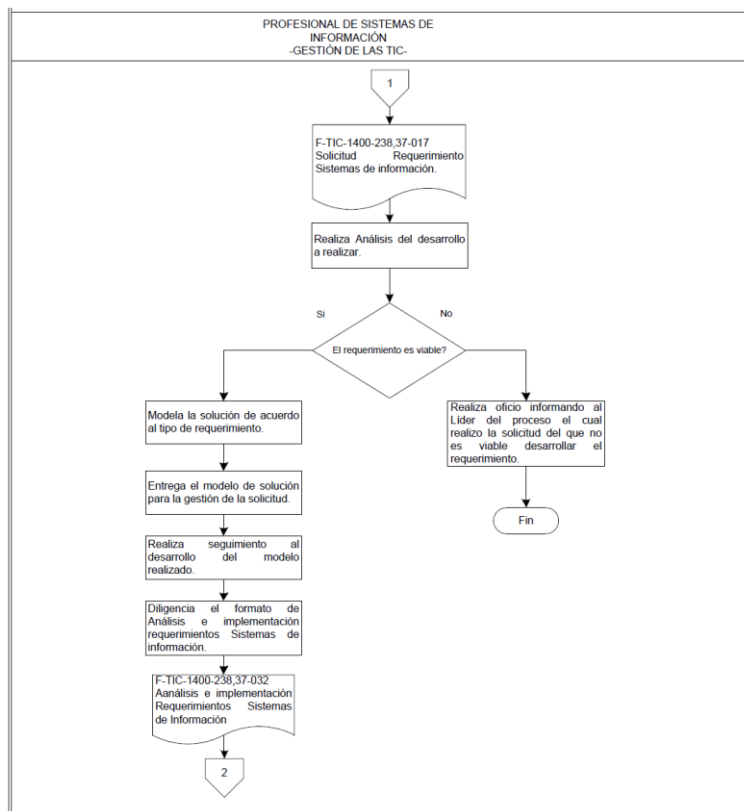 PROFESIONAL DE SISTEMAS DE
INFORMACIÓN
-GESTIÓN DE LAS TIC-
1
F-TIC-1400-238,37-017
Solicitud Requerimiento
Sistemas de información.
Realiza Análisis del desarrollo
a realizar.
Si
No
El requerimiento es viable?
Modela la solución de acuerdo
al tipo de requerimiento.
Entrega el modelo de solución
para la gestión de la solicitud.
Realiza seguimiento al
desarrollo del modelo
realizado.
Diligencia el formato de
Análisis e implementación
requerimientos Sistemas de
información.
F-TIC-1400-238,37-032
Aanálisis e implementación
Requerimientos Sistemas
de Información
2
Realiza oficio informando al
Líder del proceso el cual
realizo la solicitud del que no
es viable desarrollar el
requerimiento.
Fin